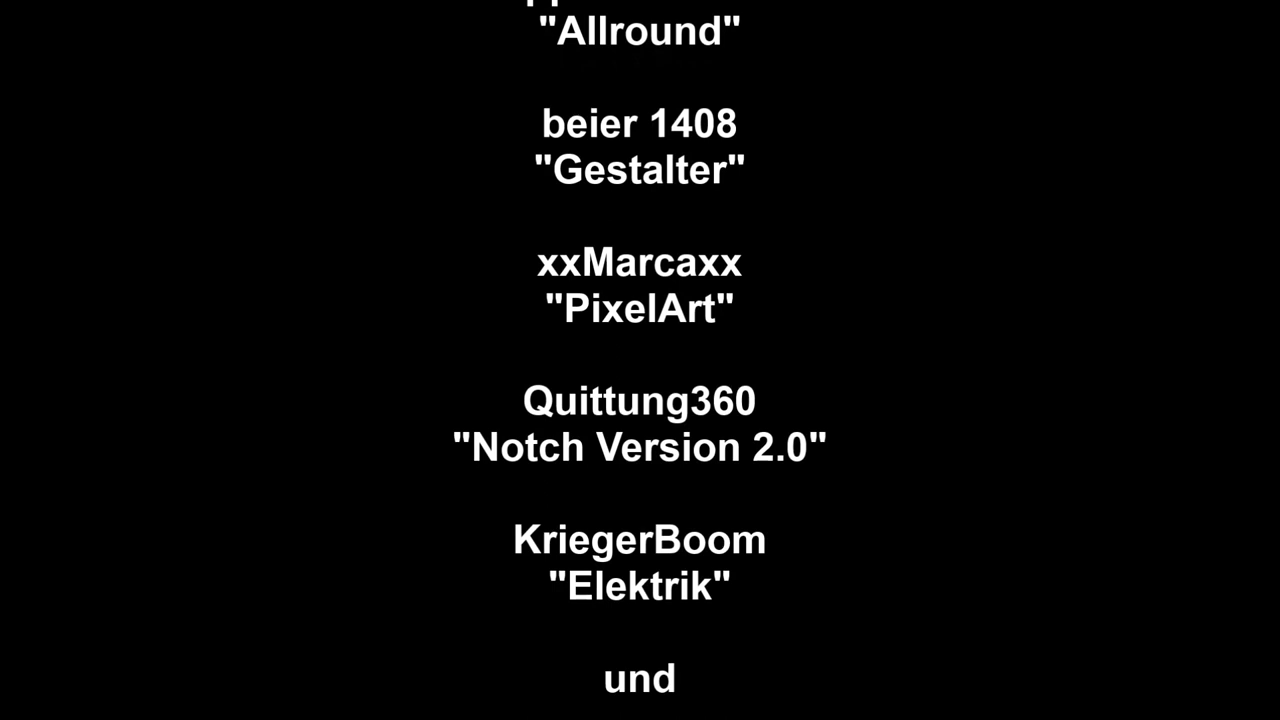 "Allround"
beier 1408
"Gestalter"
xxMarcaxx
"PixelArt"
Quittung360
"Notch Version 2.0"
KriegerBoom
"Elektrik"
und